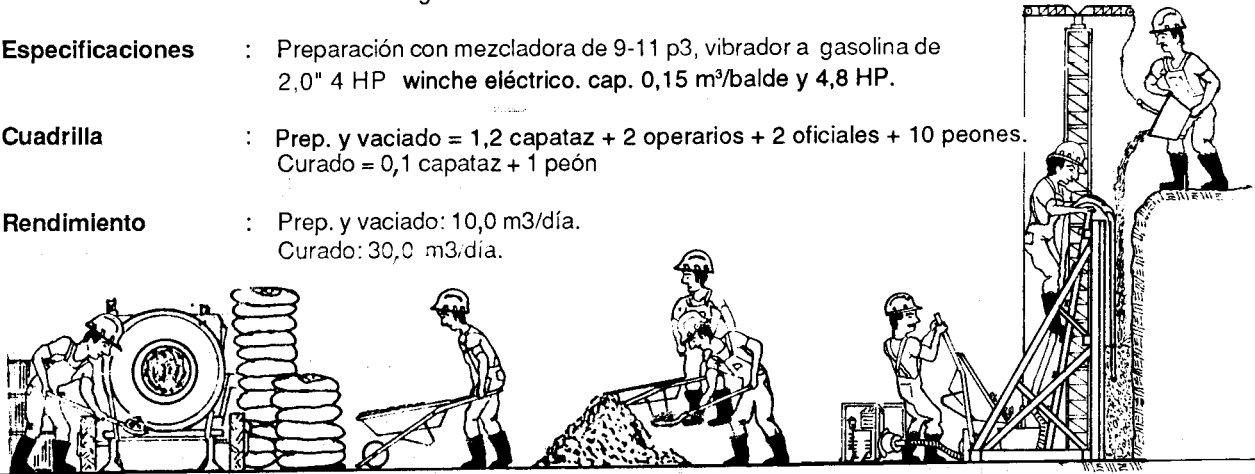 Especificaciones : Preparación con mezcladora de 9-11 p3, vibrador a gasolina de
2,0" 4 HP winche eléctrico. cap. 0,15 m³/balde y 4,8 HP.
Cuadrilla : Prep. y vaciado = 1,2 capataz + 2 operarios + 2 oficiales + 10 peones.
Curado = 0,1 capataz + 1 peón
Rendimiento : Prep. y vaciado: 10,0 m3/día.
Curado: 30,0 m3/día.